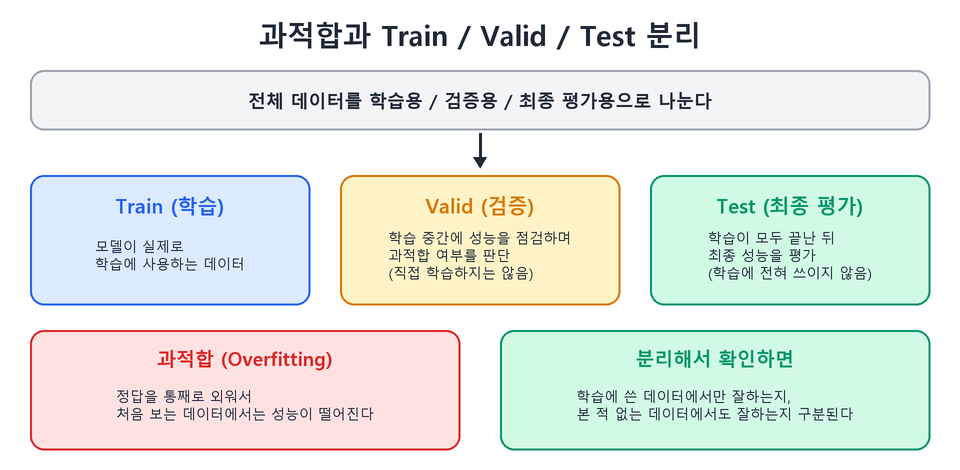 과적합과 Train / Valid / Test 분리
전체 데이터를 학습용 / 검증용 / 최종 평가용으로 나눈다
Train (학습)
모델이 실제로
학습에 사용하는 데이터
Valid (검증)
학습 중간에 성능을 점검하며
과적합 여부를 판단
(직접 학습하지는 않음)
Test (최종 평가)
학습이 모두 끝난 뒤
최종 성능을 평가
(학습에 전혀 쓰이지 않음)
과적합 (Overfitting)
정답을 통째로 외워서
처음 보는 데이터에서는 성능이 떨어진다
분리해서 확인하면
학습에 쓴 데이터에서만 잘하는지,
본 적 없는 데이터에서도 잘하는지 구분된다